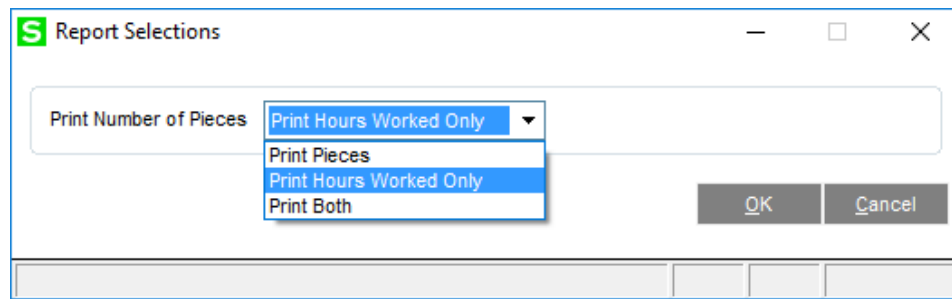 S Report Selections
Print Number of Pieces Print Hours Worked Only
Print Pieces
Print Hours Worked Only
Print Both
OK Cancel